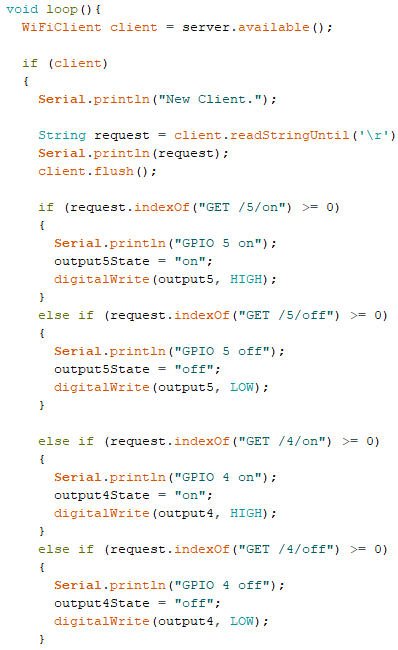 void loop(){
  WiFiClient client = server.available();

  if (client)
  {
    Serial.println("New Client.");

    String request = client.readStringUntil('\r')
    Serial.println(request);
    client.flush();

    if (request.indexOf("GET /5/on") >= 0)
    {
      Serial.println("GPIO 5 on");
      output5State = "on";
      digitalWrite(output5, HIGH);
    }
    else if (request.indexOf("GET /5/off") >= 0)
    {
      Serial.println("GPIO 5 off");
      output5State = "off";
      digitalWrite(output5, LOW);
    }

    else if (request.indexOf("GET /4/on") >= 0)
    {
      Serial.println("GPIO 4 on");
      output4State = "on";
      digitalWrite(output4, HIGH);
    }
    else if (request.indexOf("GET /4/off") >= 0)
    {
      Serial.println("GPIO 4 off");
      output4State = "off";
      digitalWrite(output4, LOW);
    }